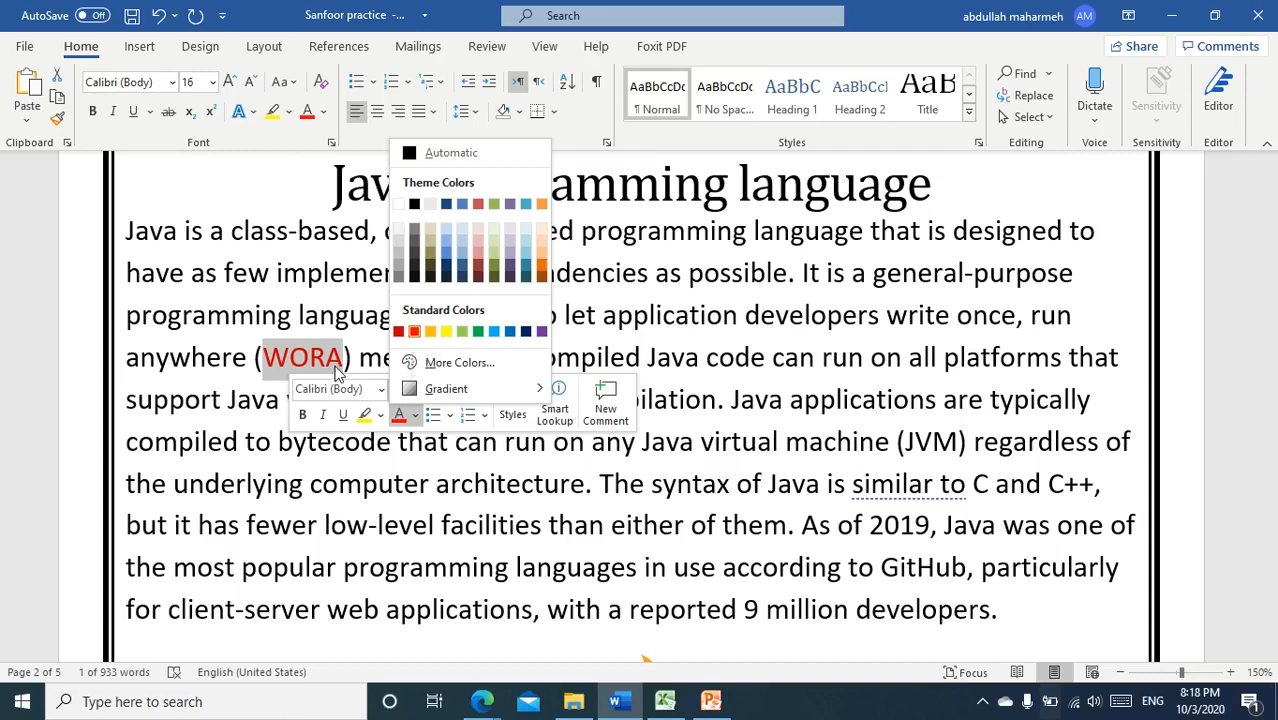 AutoSave Off Sanfoor practice -... Search abdullah maharmeh AM
File Home Insert Design Layout References Mailings Review View Help Foxit PDF Share Comments
Paste Calibri (Body) 16 Aa AaBbCcDc AaBbCcDc AaBbC AaBbCcI AaB Find Replace Select Dictate Sensitivity Editor
¶ Normal ¶ No Spac... Heading 1 Heading 2 Title
Clipboard Font Styles Editing Voice Sensitivity Editor
Automatic
Theme Colors
Standard Colors
More Colors...
Gradient
Jav amming language
Java is a class-based, o ed programming language that is designed to
have as few implemen ndencies as possible. It is a general-purpose
programming languag let application developers write once, run
anywhere (WORA) me ompiled Java code can run on all platforms that
support Java pilation. Java applications are typically
compiled to bytecode that can run on any Java virtual machine (JVM) regardless of
the underlying computer architecture. The syntax of Java is similar to C and C++,
but it has fewer low-level facilities than either of them. As of 2019, Java was one of
the most popular programming languages in use according to GitHub, particularly
for client-server web applications, with a reported 9 million developers.
Calibri (Body)
B I U A Styles Smart Lookup New Comment
Page 2 of 5 1 of 933 words English (United States) Focus 150%
Type here to search ENG 8:18 PM 10/3/2020